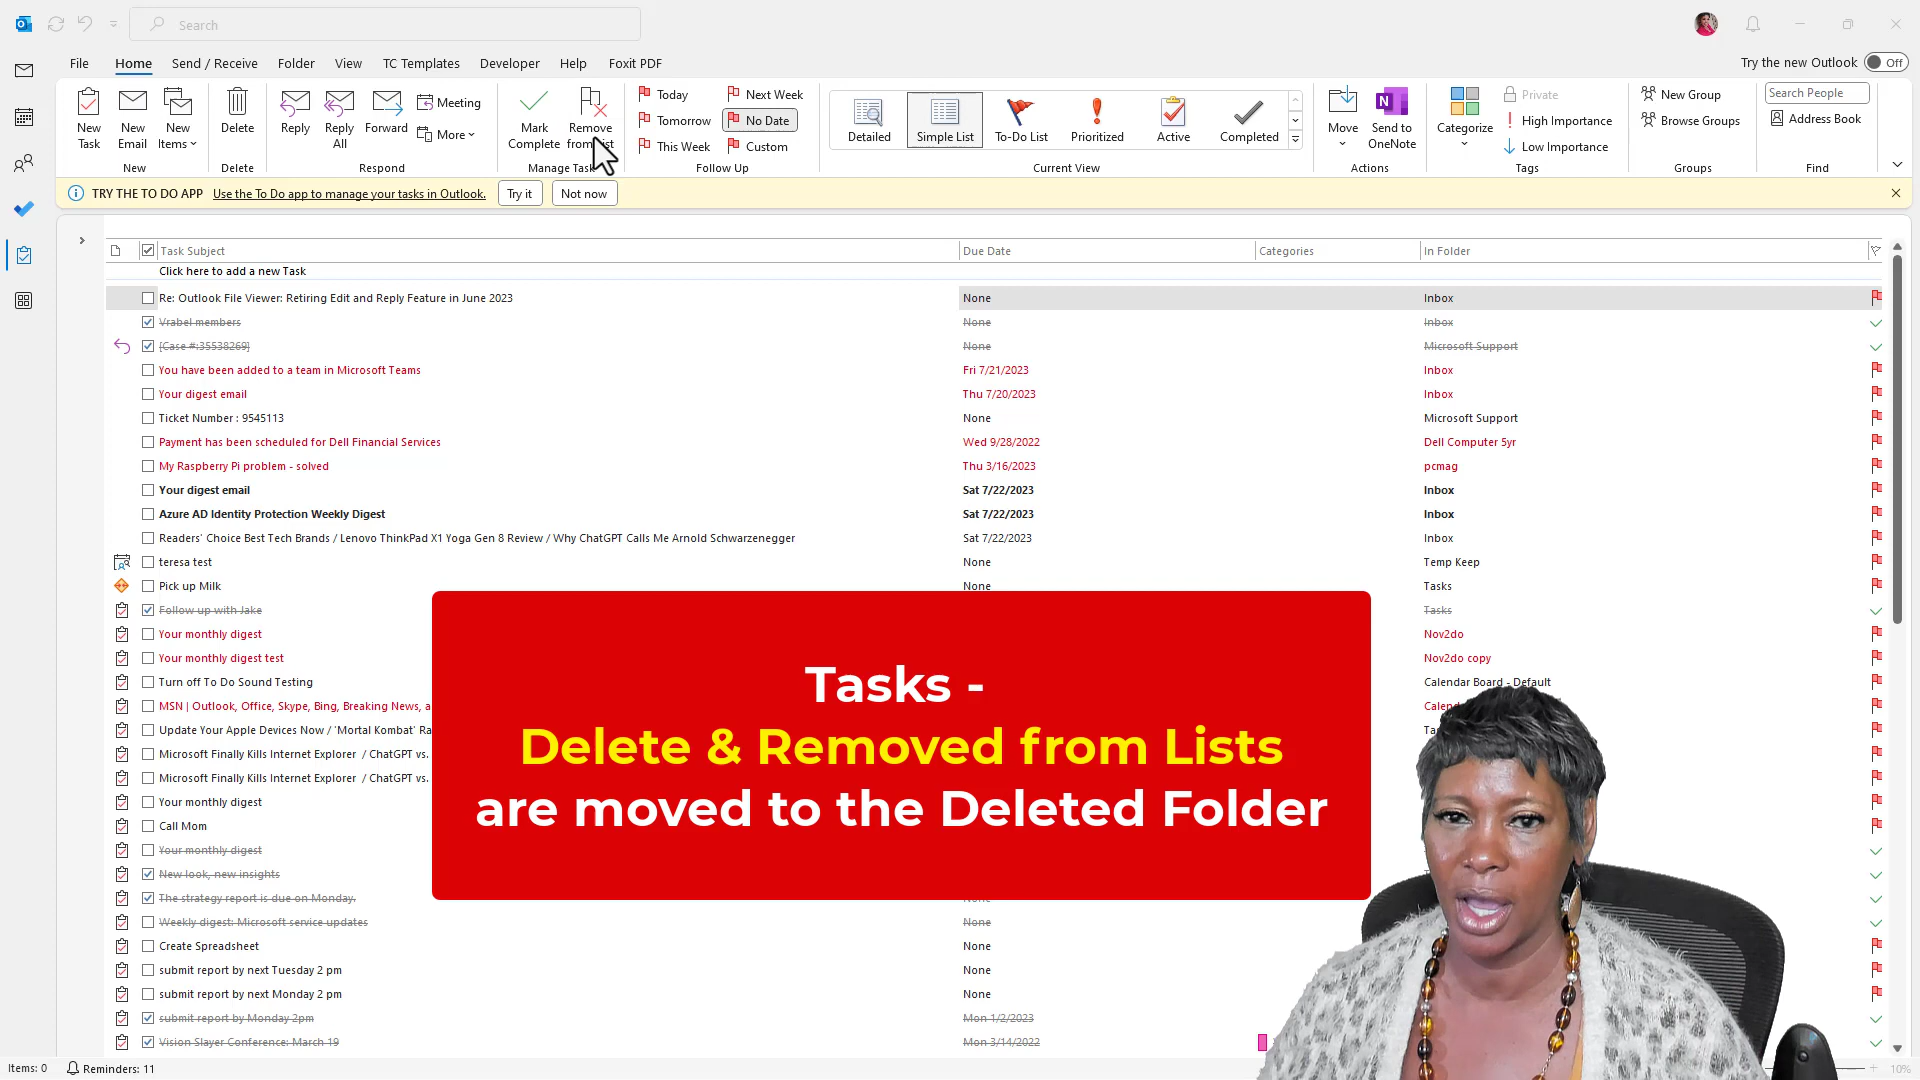 Search
File Home Send / Receive Folder View TC Templates Developer Help Foxit PDF
Try the new Outlook Off
New Task
New Email
New Items
New
Delete
Delete
Reply
Reply All
Forward
Meeting
More
Respond
Mark Complete
Remove from List
Manage Task
Today
Tomorrow
This Week
Next Week
No Date
Custom
Follow Up
Detailed
Simple List
To-Do List
Prioritized
Active
Completed
Current View
Move
Send to OneNote
Actions
Categorize
Private
High Importance
Low Importance
Tags
New Group
Browse Groups
Groups
Search People
Address Book
Find
TRY THE TO DO APP Use the To Do app to manage your tasks in Outlook. Try it Not now
Task Subject Due Date Categories In Folder
Click here to add a new Task
Re: Outlook File Viewer: Retiring Edit and Reply Feature in June 2023 None Inbox
Vrabel members None Inbox
[Case #:35538269] None Microsoft Support
You have been added to a team in Microsoft Teams Fri 7/21/2023 Inbox
Your digest email Thu 7/20/2023 Inbox
Ticket Number : 9545113 None Microsoft Support
Payment has been scheduled for Dell Financial Services Wed 9/28/2022 Dell Computer 5yr
My Raspberry Pi problem - solved Thu 3/16/2023 pcmag
Your digest email Sat 7/22/2023 Inbox
Azure AD Identity Protection Weekly Digest Sat 7/22/2023 Inbox
Readers' Choice Best Tech Brands / Lenovo ThinkPad X1 Yoga Gen 8 Review / Why ChatGPT Calls Me Arnold Schwarzenegger Sat 7/22/2023 Inbox
teresa test None Temp Keep
Pick up Milk None Tasks
Follow up with Jake Tasks
Your monthly digest Nov2do
Your monthly digest test Nov2do copy
Turn off To Do Sound Testing Calendar Board - Default
MSN | Outlook, Office, Skype, Bing, Breaking News, a
Update Your Apple Devices Now / 'Mortal Kombat' Ra
Microsoft Finally Kills Internet Explorer / ChatGPT vs.
Microsoft Finally Kills Internet Explorer / ChatGPT vs.
Your monthly digest
Call Mom
Your monthly digest
New look, new insights
The strategy report is due on Monday. None
Weekly digest: Microsoft service updates None
Create Spreadsheet None
submit report by next Tuesday 2 pm None
submit report by next Monday 2 pm None
submit report by Monday 2pm Mon 1/2/2023
Vision Slayer Conference: March 19 Mon 3/14/2022
Tasks -
Delete & Removed from Lists
are moved to the Deleted Folder
Items: 0 Reminders: 11 10%